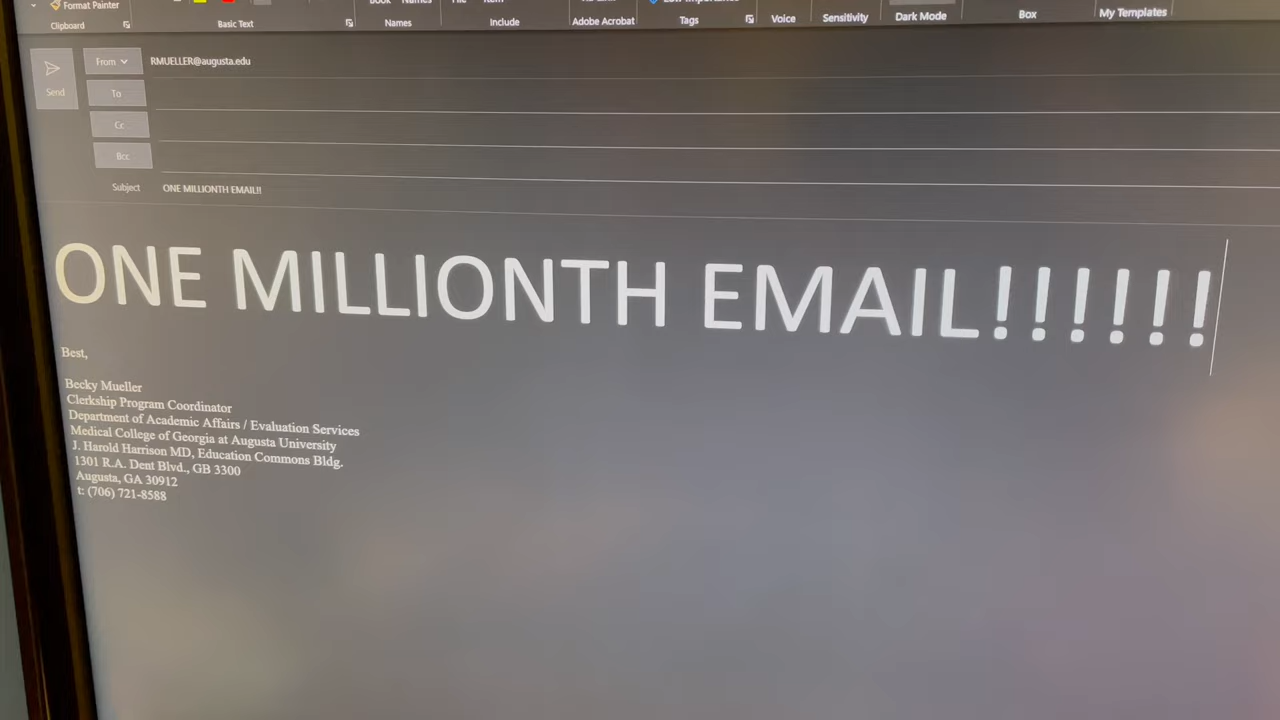 Format Painter
Clipboard
Basic Text
Names
Include
Adobe Acrobat
Tags
Voice
Sensitivity
Dark Mode
Box
My Templates
Send
From
RMUELLER@augusta.edu
To
Cc
Bcc
Subject
ONE MILLIONTH EMAIL!!
ONE MILLIONTH EMAIL!!!!!!
Best,
Becky Mueller
Clerkship Program Coordinator
Department of Academic Affairs / Evaluation Services
Medical College of Georgia at Augusta University
J. Harold Harrison MD, Education Commons Bldg.
1301 R.A. Dent Blvd., GB 3300
Augusta, GA 30912
t: (706) 721-8588